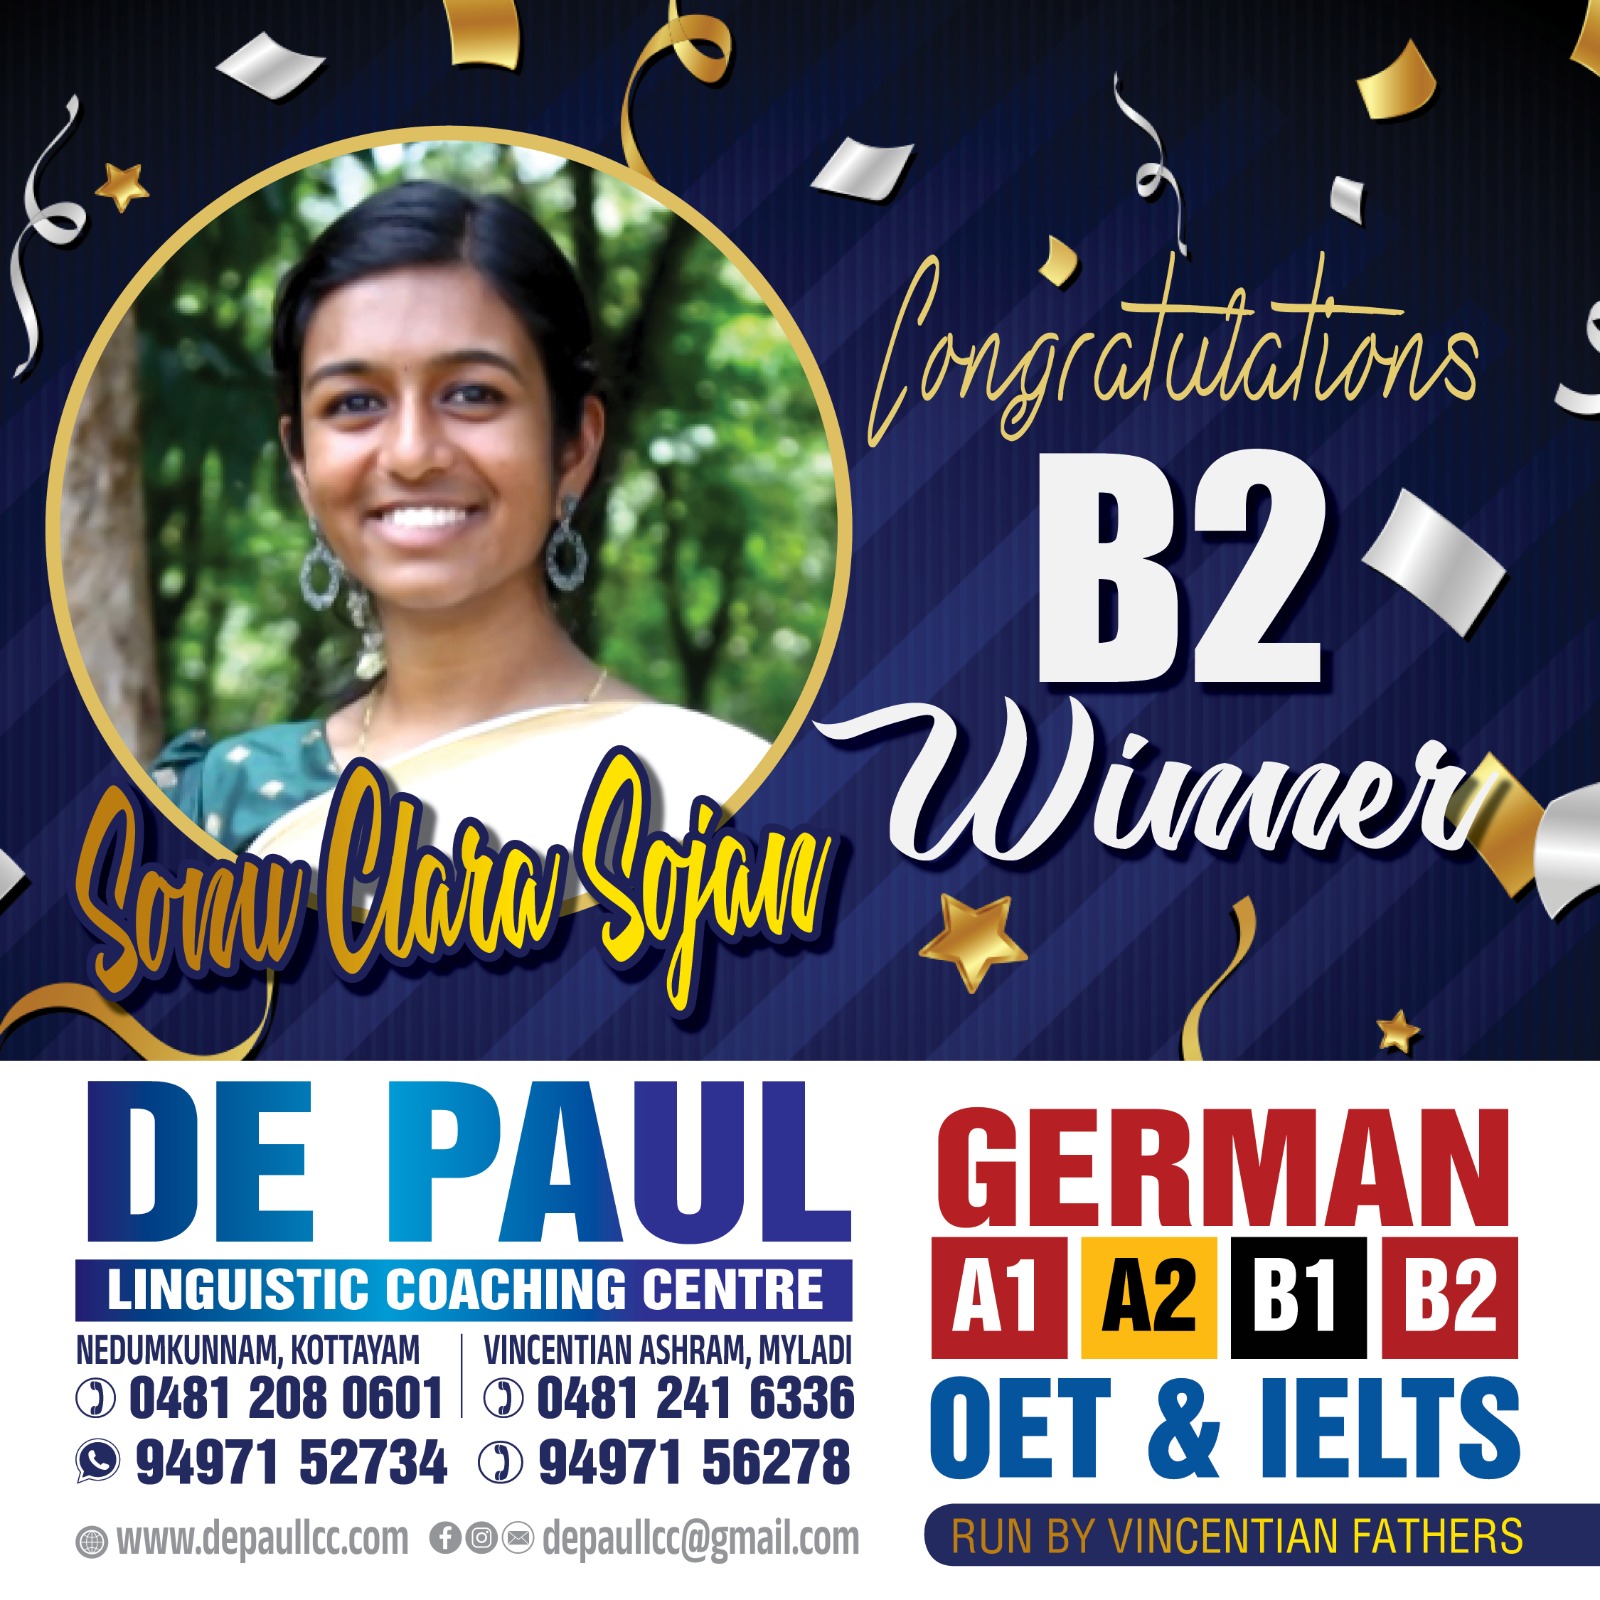 Congratulations
B2
Winner
Sonu Clara Sojan
DE PAUL
LINGUISTIC COACHING CENTRE
NEDUMKUNNAM, KOTTAYAM
0481 208 0601
94971 52734
VINCENTIAN ASHRAM, MYLADI
0481 241 6336
94971 56278
www.depaullcc.com
depaullcc@gmail.com
GERMAN
A1 A2 B1 B2
OET & IELTS
RUN BY VINCENTIAN FATHERS